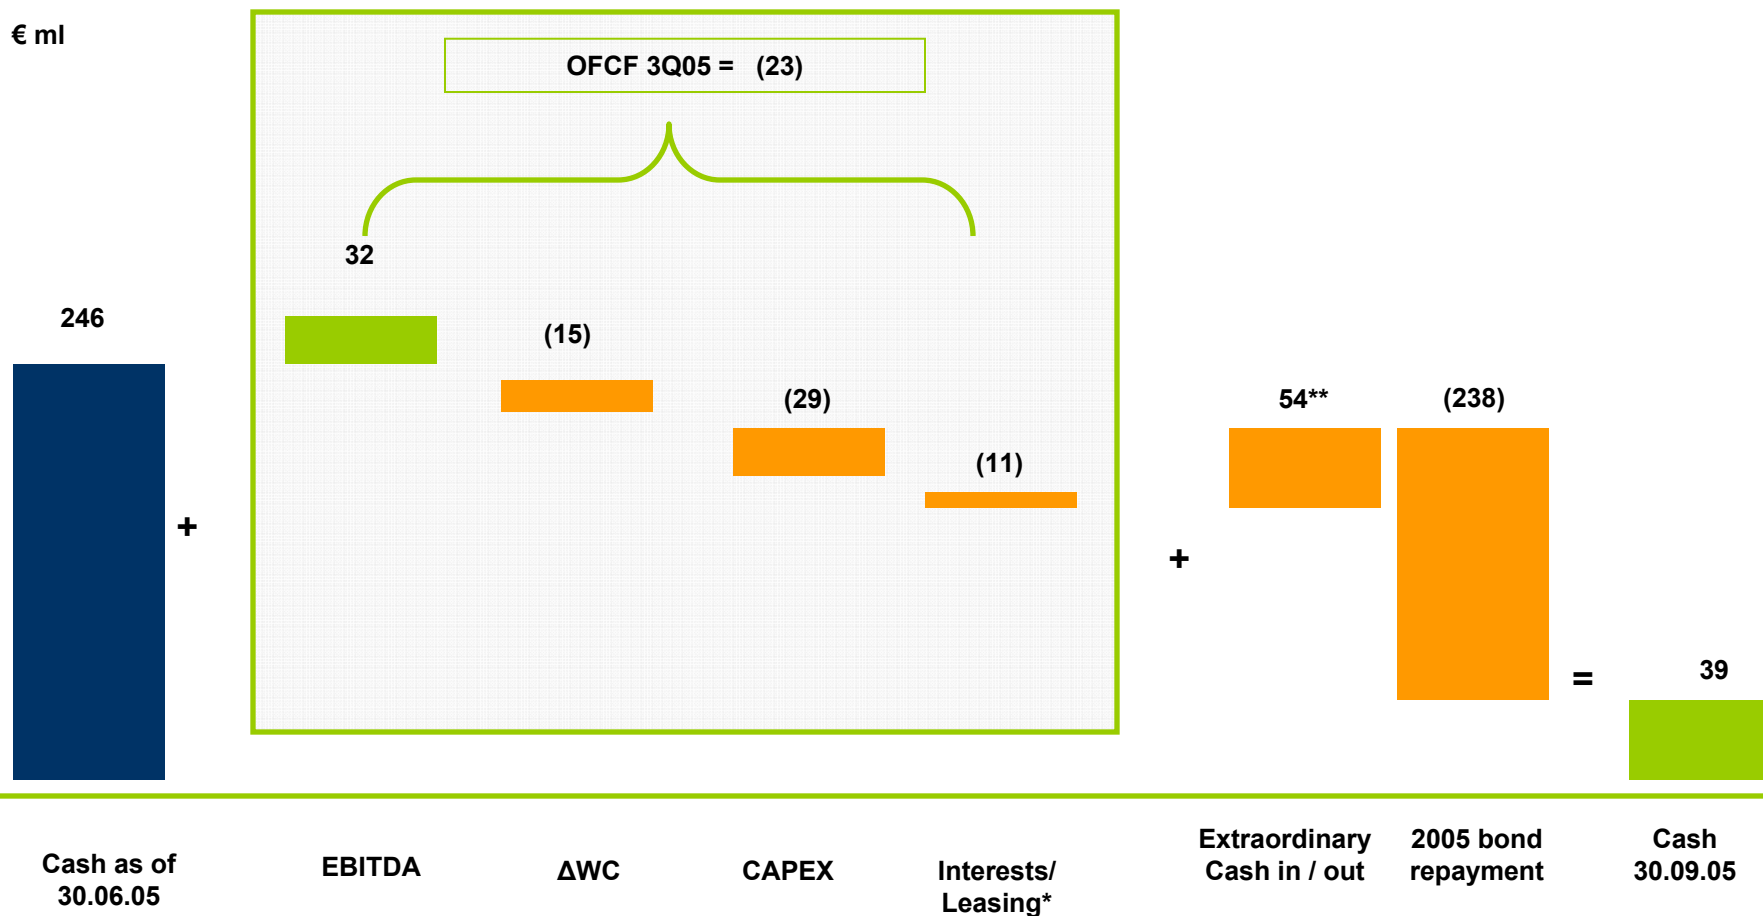 € ml
OFCF 3Q05 = (23)
32
246
(15)
(29)
(11)
54**
(238)
39
+
+
=
Cash as of
30.06.05
EBITDA
ΔWC
CAPEX
Interests/
Leasing*
Extraordinary
Cash in / out
2005 bond
repayment
Cash
30.09.05